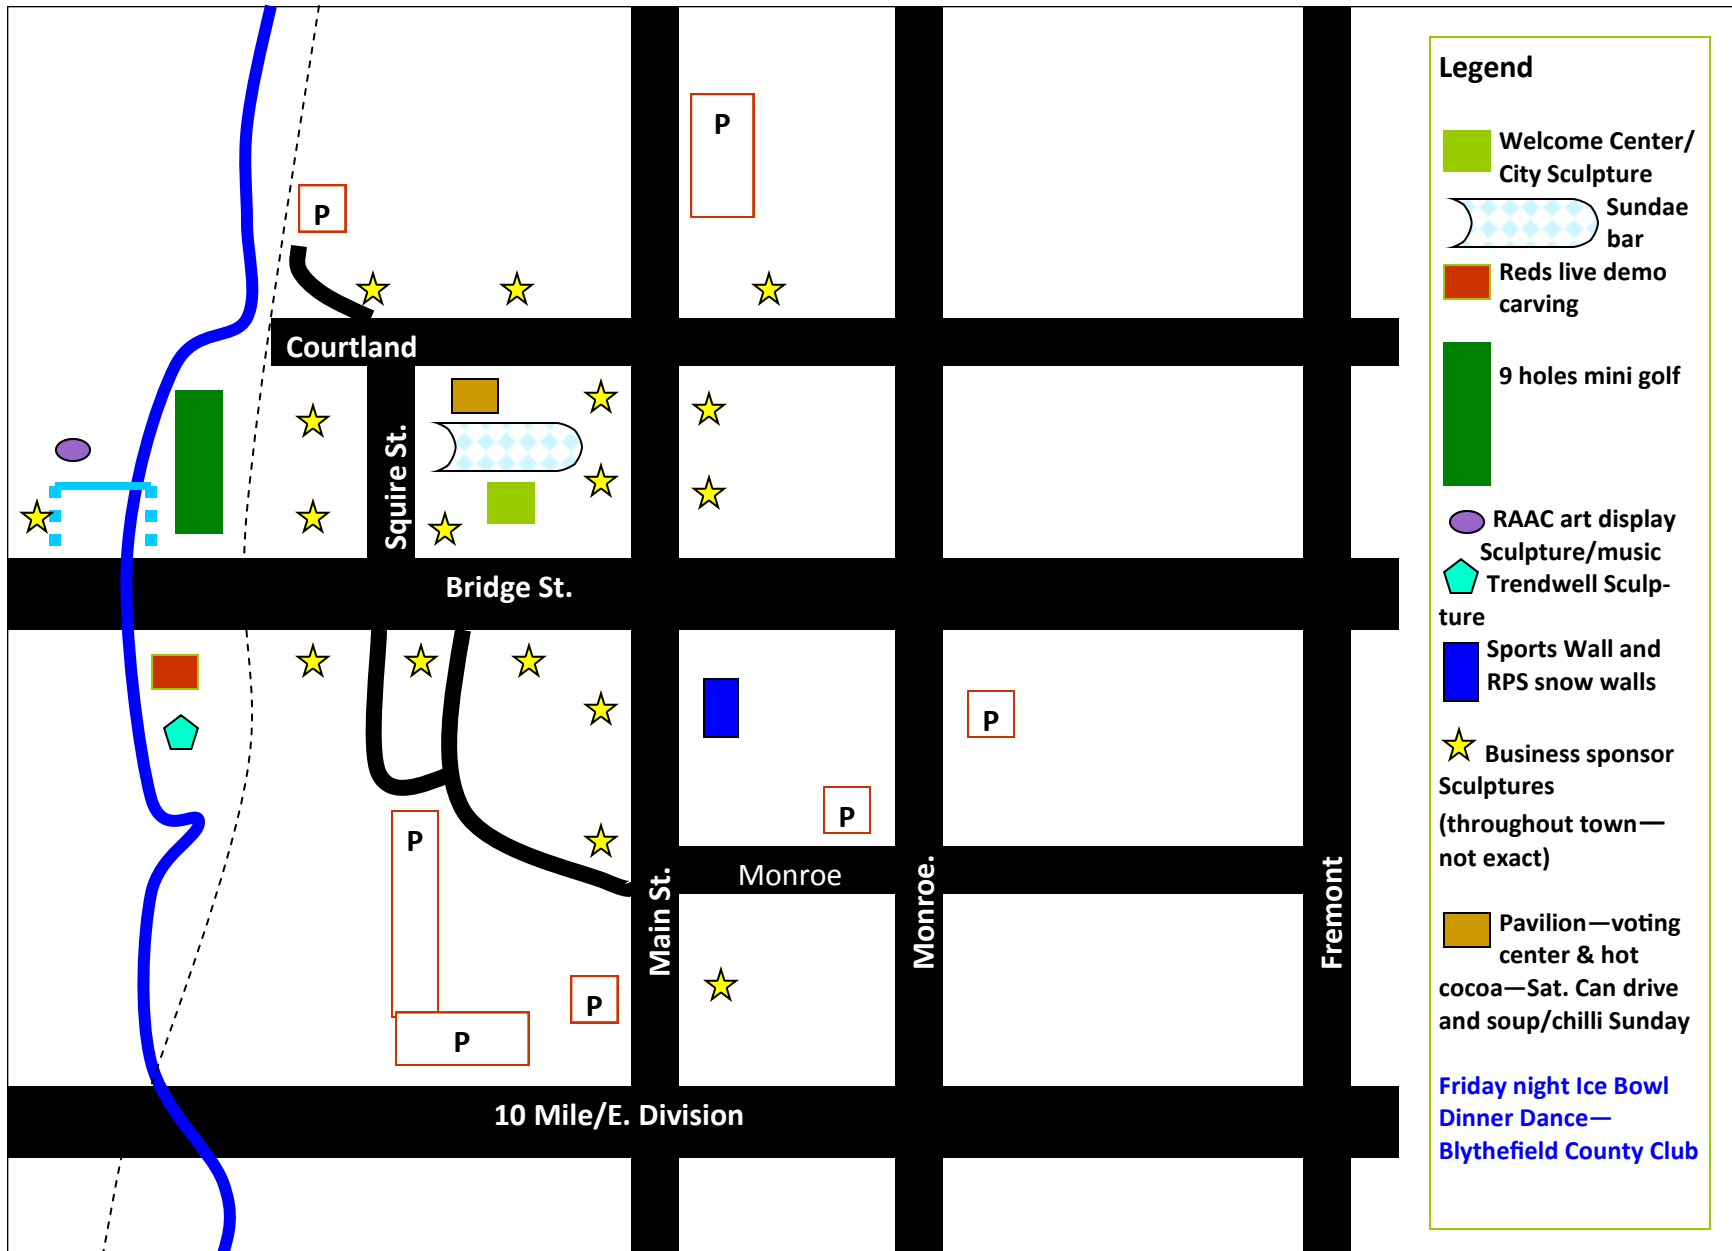 P
P
Courtland
Squire St.
Bridge St.
P
P
P
Monroe
Main St.
Monroe.
Fremont
P
P
10 Mile/E. Division
Legend
Welcome Center/
City Sculpture
Sundae
bar
Reds live demo
carving
9 holes mini golf
RAAC art display
Sculpture/music
Trendwell Sculp-
ture
Sports Wall and
RPS snow walls
Business sponsor
Sculptures
(throughout town—
not exact)
Pavilion—voting
center & hot
cocoa—Sat. Can drive
and soup/chilli Sunday
Friday night Ice Bowl
Dinner Dance—
Blythefield County Club